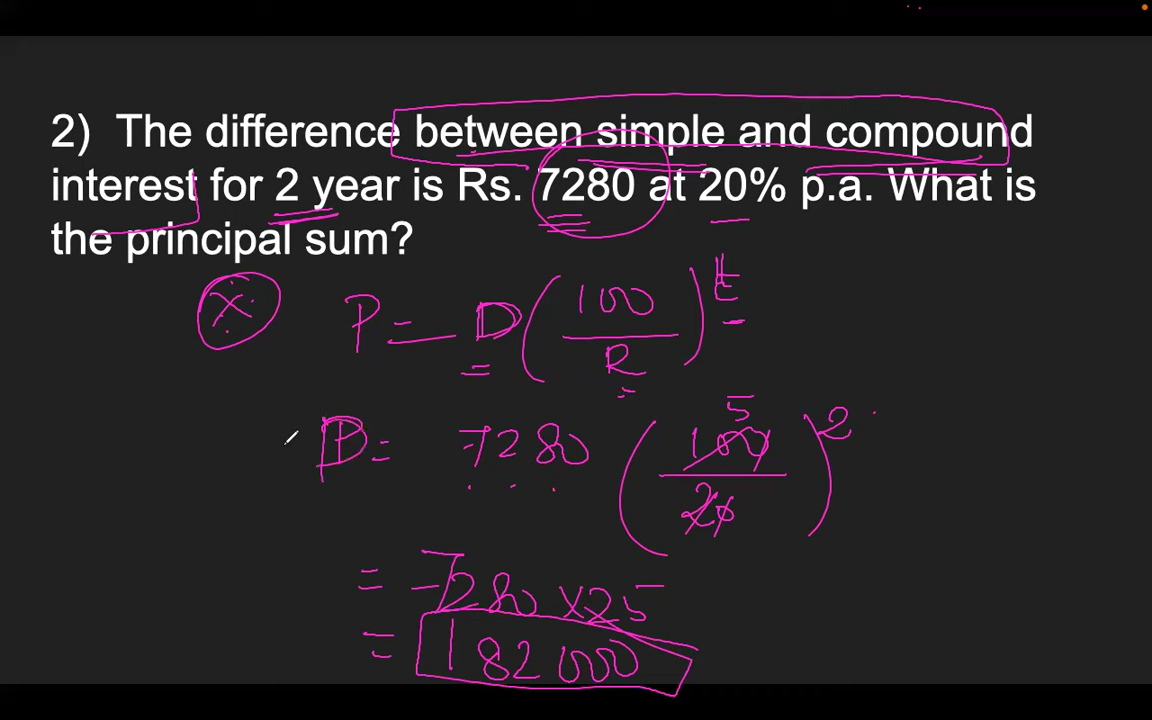 2)  The difference between simple and compound
interest for 2 year is Rs. 7280 at 20% p.a. What is
the principal sum?
X P = D ( 100 / R ) t
P = 7280 ( 100 / 20 ) 2
5
= 7280 x 25
= 182000